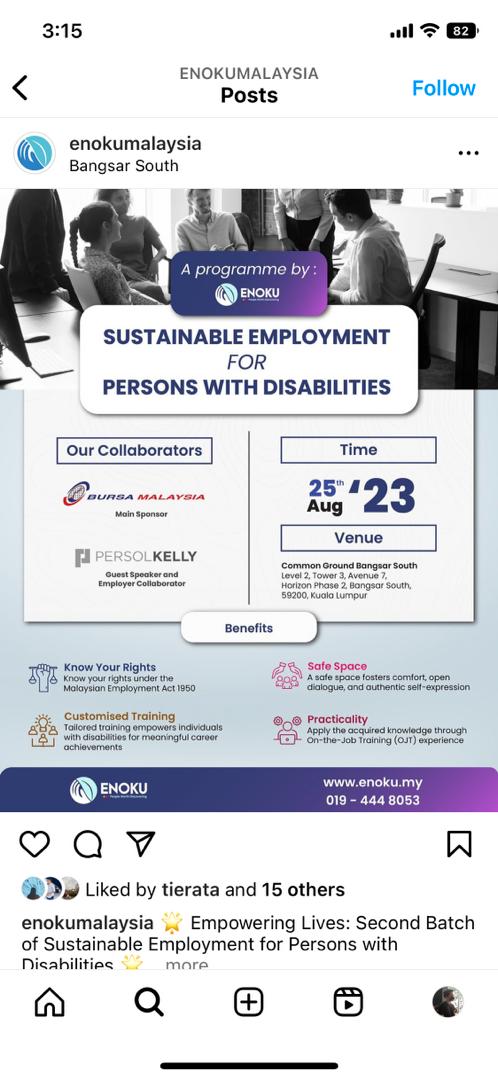 3:15
82
ENOKUMALAYSIA
Posts
Follow
enokumalaysia
Bangsar South
A programme by :
ENOKU
SUSTAINABLE EMPLOYMENT
FOR
PERSONS WITH DISABILITIES
Our Collaborators
BURSA MALAYSIA
Main Sponsor
PERSOLKELLY
Guest Speaker and
Employer Collaborator
Time
25th Aug ‘23
Venue
Common Ground Bangsar South
Level 2, Tower 3, Avenue 7,
Horizon Phase 2, Bangsar South,
59200, Kuala Lumpur
Benefits
Know Your Rights
Know your rights under the
Malaysian Employment Act 1950
Safe Space
A safe space fosters comfort, open
dialogue, and authentic self-expression
Customised Training
Tailored training empowers individuals
with disabilities for meaningful career
achievements
Practicality
Apply the acquired knowledge through
On-the-Job Training (OJT) experience
ENOKU
www.enoku.my
019 - 444 8053
Liked by tierata and 15 others
enokumalaysia 🌟 Empowering Lives: Second Batch
of Sustainable Employment for Persons with
Disabilities 🌟... more